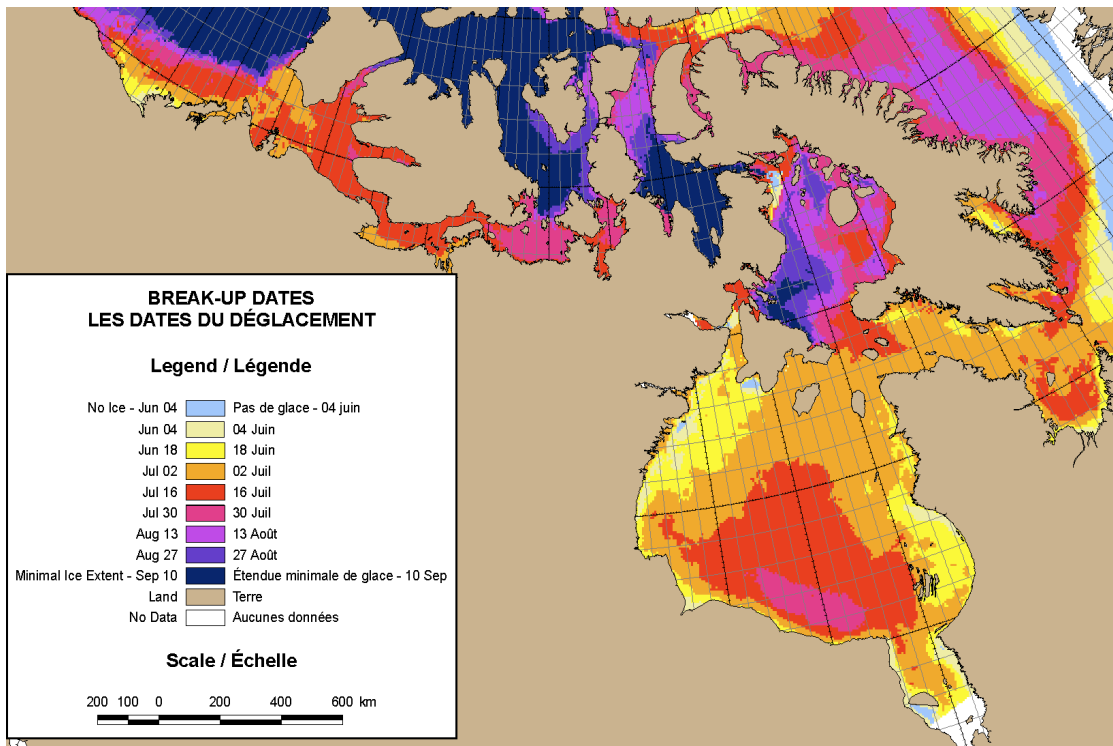 BREAK-UP DATES
LES DATES DU DÉGLACEMENT
Legend / Légende
No Ice - Jun 04 Pas de glace - 04 juin
Jun 04 04 Juin
Jun 18 18 Juin
Jul 02 02 Juil
Jul 16 16 Juil
Jul 30 30 Juil
Aug 13 13 Août
Aug 27 27 Août
Minimal Ice Extent - Sep 10 Étendue minimale de glace - 10 Sep
Land Terre
No Data Aucunes données
Scale / Échelle
200 100 0 200 400 600 km